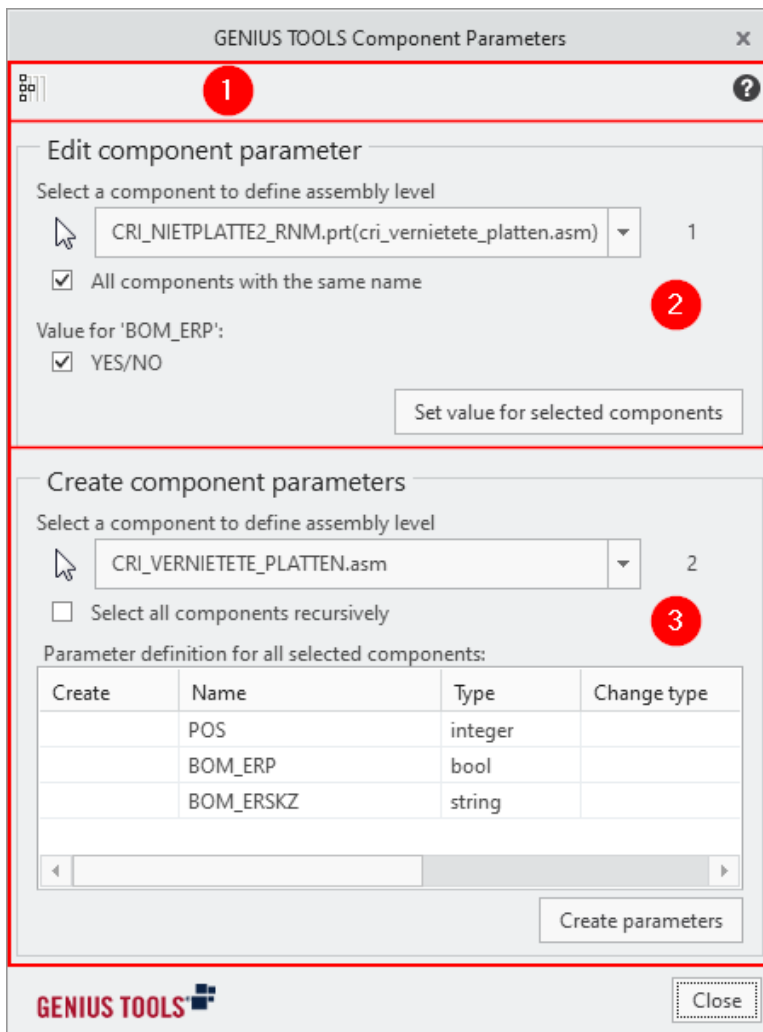 GENIUS TOOLS Component Parameters
1
Edit component parameter
Select a component to define assembly level
CRI_NIETPLATTE2_RNM.prt(cri_vernietete_platten.asm) 1
All components with the same name
2
Value for 'BOM_ERP':
YES/NO
Set value for selected components
Create component parameters
Select a component to define assembly level
CRI_VERNIETETE_PLATTEN.asm 2
Select all components recursively
3
Parameter definition for all selected components:
Create Name Type Change type
POS integer
BOM_ERP bool
BOM_ERSKZ string
Create parameters
GENIUS TOOLS
Close